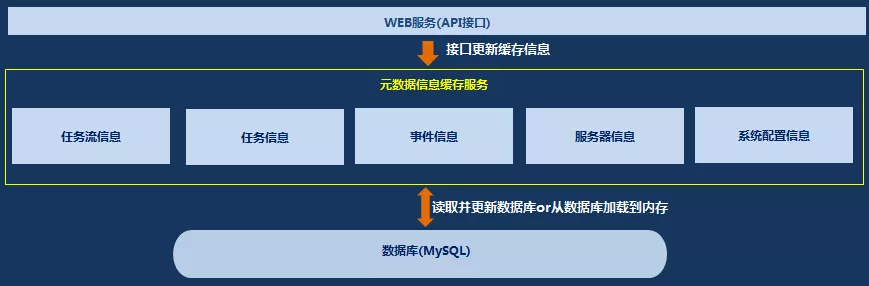 WEB服务(API接口)
接口更新缓存信息
元数据信息缓存服务
任务流信息
任务信息
事件信息
服务器信息
系统配置信息
读取并更新数据库or从数据库加载到内存
数据库(MySQL)